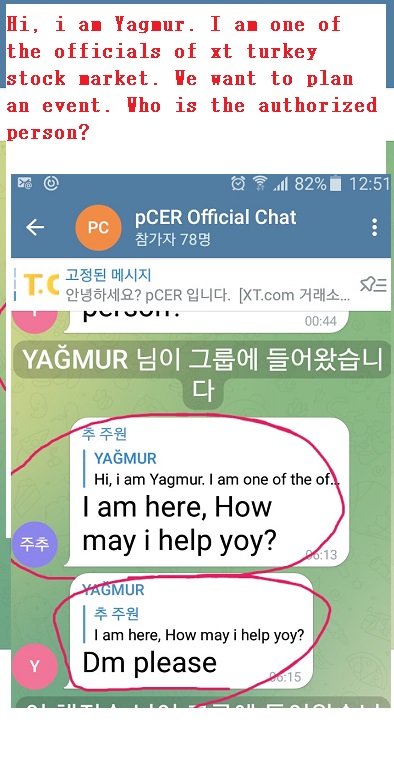 Hi, i am Yagmur. I am one of
the officials of xt turkey
stock market. We want to plan
an event. Who is the authorized
person?
82% 12:51
PC
pCER Official Chat
참가자 78명
T.C
고정된 메시지
안녕하세요? pCER 입니다. [XT.com 거래소...
person?
00:44
YAĞMUR 님이 그룹에 들어왔습니
다
추 주원
YAĞMUR
Hi, i am Yagmur. I am one of the of...
I am here, How
may i help yoy?
06:13
주추
YAĞMUR
추 주원
I am here, How may i help yoy?
Dm please
06:15
Y